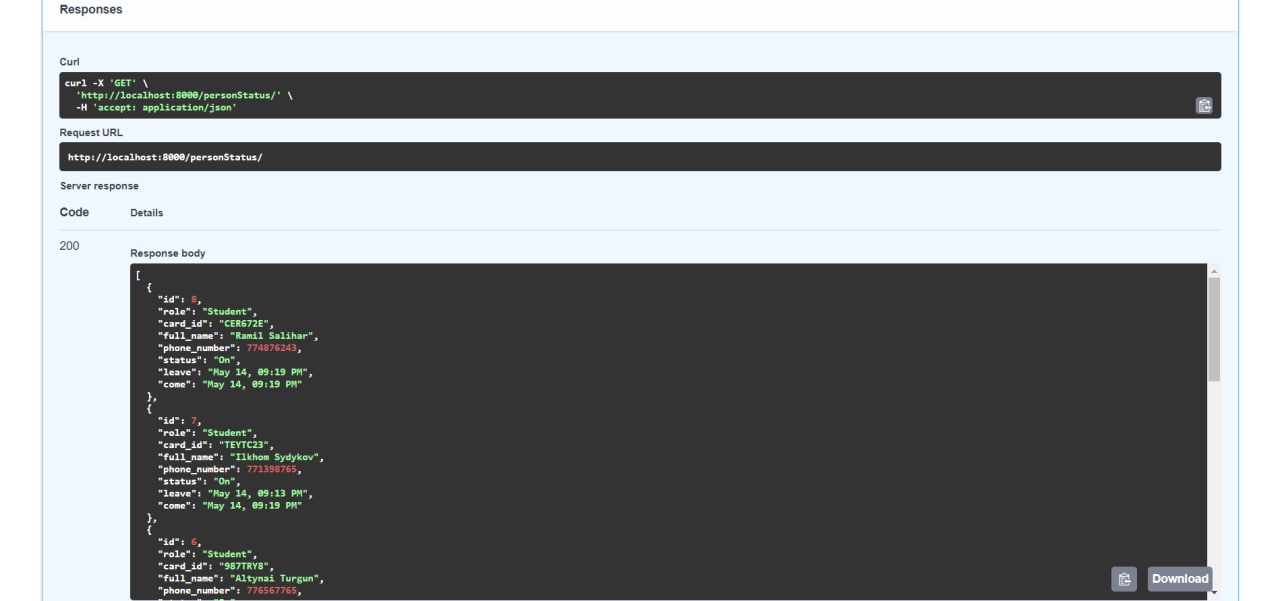 Responses
Curl
curl -X 'GET' \
  'http://localhost:8000/personStatus/' \
  -H 'accept: application/json'
Request URL
http://localhost:8000/personStatus/
Server response
Code Details
200
Response body
[
  {
    "id": 8,
    "role": "Student",
    "card_id": "CER672E",
    "full_name": "Ramil Salihar",
    "phone_number": 774876243,
    "status": "On",
    "leave": "May 14, 09:19 PM",
    "come": "May 14, 09:19 PM"
  },
  {
    "id": 7,
    "role": "Student",
    "card_id": "TEYTC23",
    "full_name": "Ilkhom Sydykov",
    "phone_number": 771398765,
    "status": "On",
    "leave": "May 14, 09:13 PM",
    "come": "May 14, 09:19 PM"
  },
  {
    "id": 6,
    "role": "Student",
    "card_id": "987TRY8",
    "full_name": "Altynai Turgun",
    "phone_number": 776567765,
Download